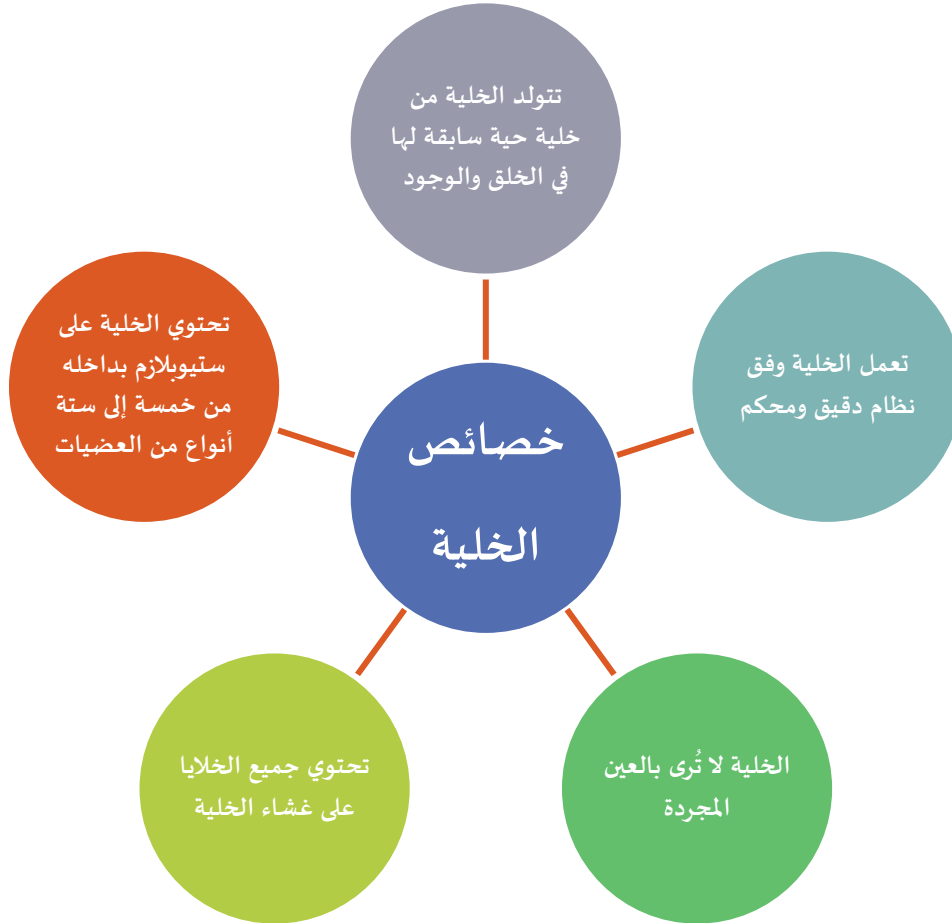 تتولد الخلية من
خلية حية سابقة لها
في الخلق والوجود
تعمل الخلية وفق
نظام دقيق ومحكم
تحتوي الخلية على
ستيوبلازم بداخله
من خمسة إلى ستة
أنواع من العضيات
خصائص
الخلية
الخلية لا تُرى بالعين
المجردة
تحتوي جميع الخلايا
على غشاء الخلية